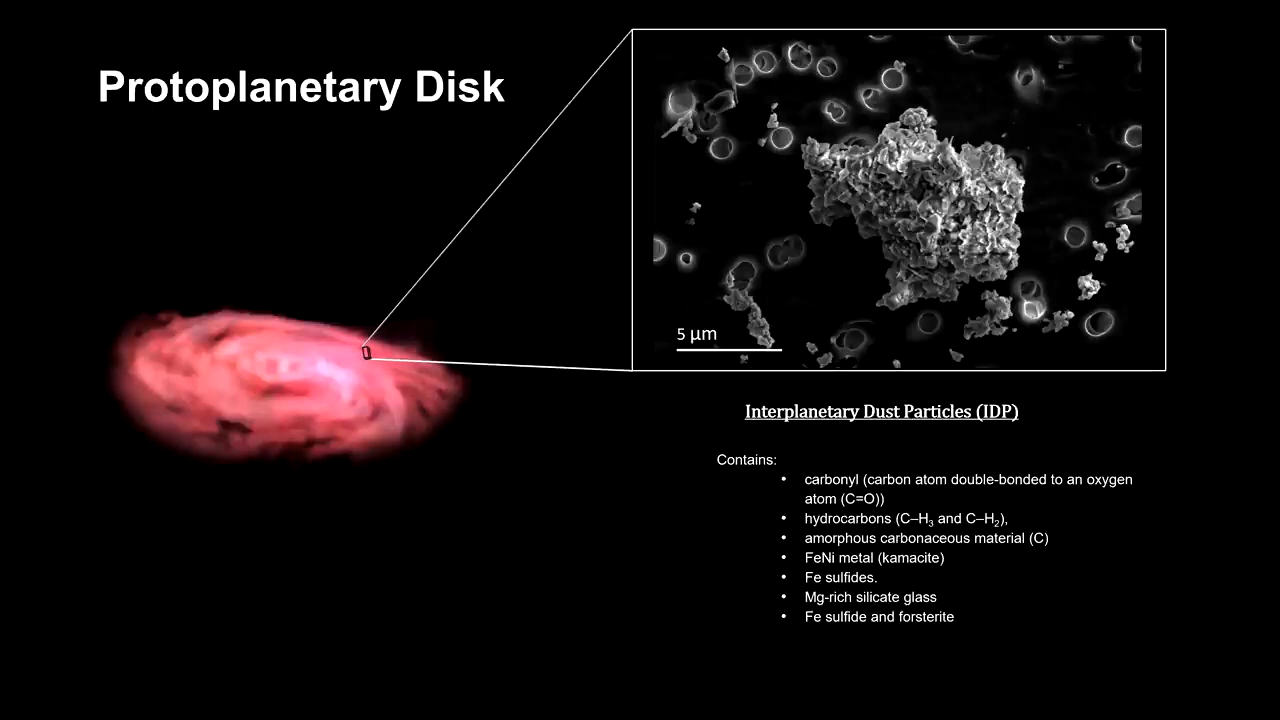 Protoplanetary Disk
5 µm
Interplanetary Dust Particles (IDP)
Contains:
• carbonyl (carbon atom double-bonded to an oxygen
atom (C=O))
• hydrocarbons (C–H₃ and C–H₂),
• amorphous carbonaceous material (C)
• FeNi metal (kamacite)
• Fe sulfides.
• Mg-rich silicate glass
• Fe sulfide and forsterite